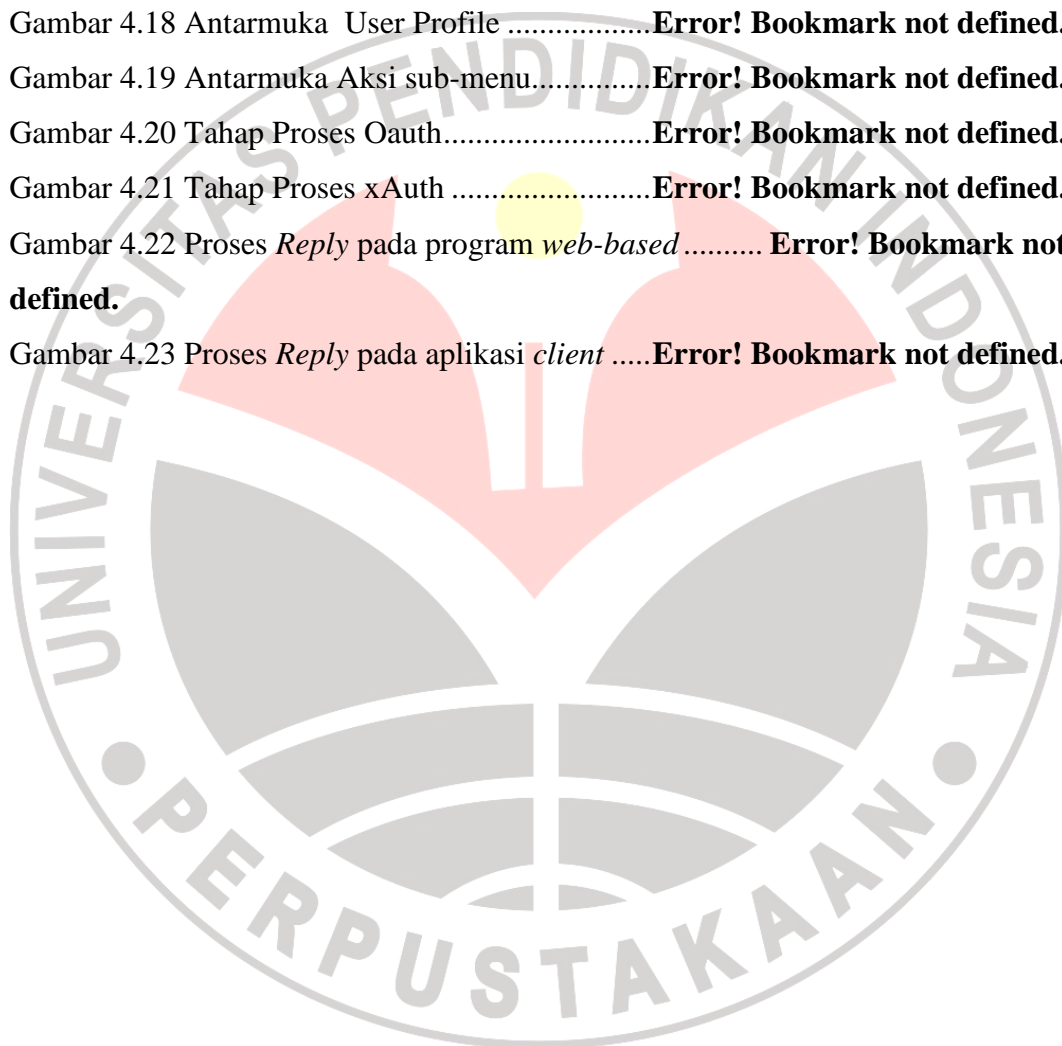 Gambar 4.18 Antarmuka  User Profile ..................Error! Bookmark not defined.
Gambar 4.19 Antarmuka Aksi sub-menu...............Error! Bookmark not defined.
Gambar 4.20 Tahap Proses Oauth..........................Error! Bookmark not defined.
Gambar 4.21 Tahap Proses xAuth .........................Error! Bookmark not defined.
Gambar 4.22 Proses Reply pada program web-based .......... Error! Bookmark not
defined.
Gambar 4.23 Proses Reply pada aplikasi client .....Error! Bookmark not defined.
UNIVERSITAS PENDIDIKAN INDONESIA
PERPUSTAKAAN